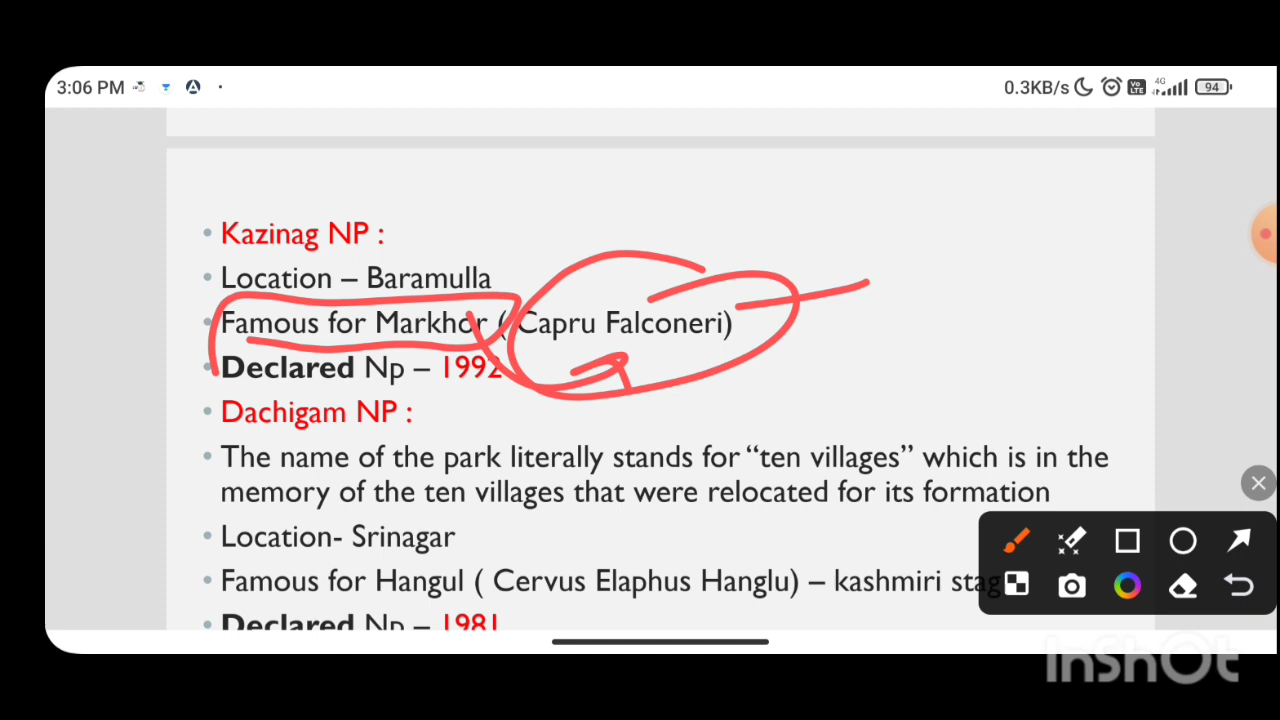 3:06 PM
0.3KB/s
Vo LTE
4G
94
Kazinag NP :
Location – Baramulla
Famous for Markhor ( Capru Falconeri)
Declared Np – 1992
Dachigam NP :
The name of the park literally stands for “ten villages” which is in the
memory of the ten villages that were relocated for its formation
Location- Srinagar
Famous for Hangul ( Cervus Elaphus Hanglu) – kashmiri stag
Declared Np – 1981
InShOt